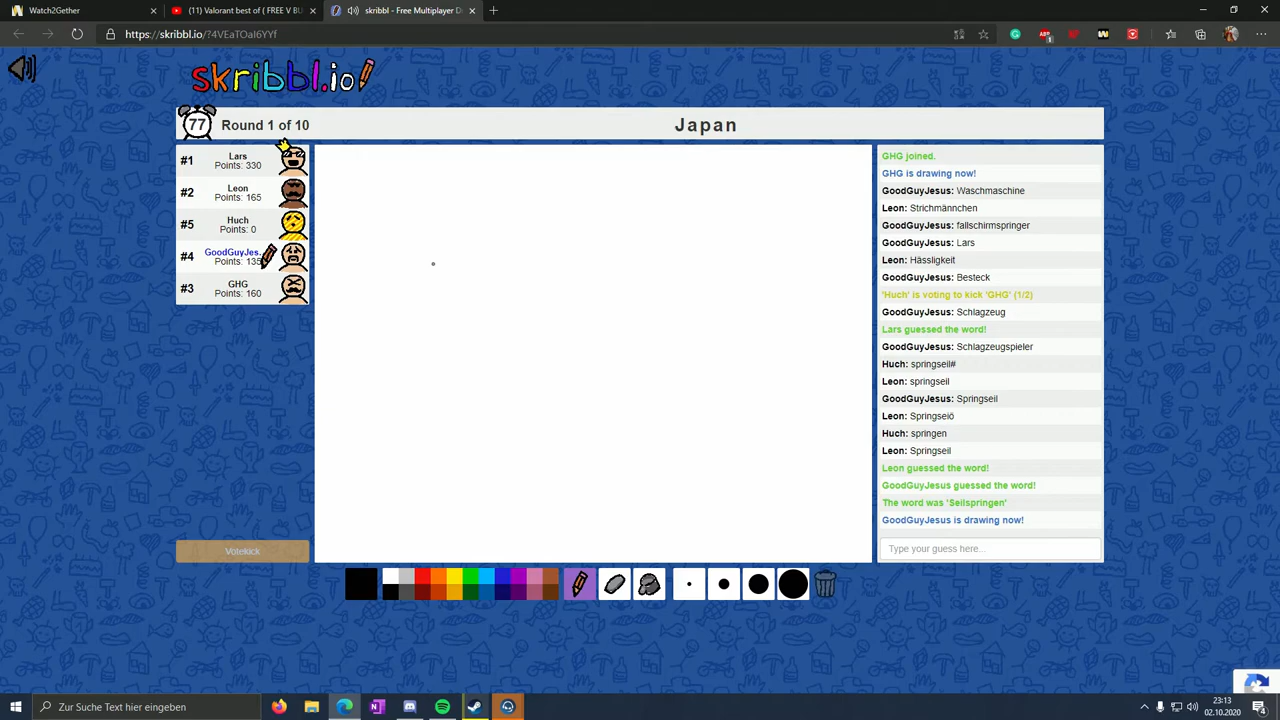 Watch2Gether
(11) Valorant best of ( FREE V BU
skribbl - Free Multiplayer D
https://skribbl.io/?4VEaTOal6YYf
skribbl.io
77
Round 1 of 10
Japan
#1
Lars
Points: 330
#2
Leon
Points: 165
#5
Huch
Points: 0
#4
GoodGuyJes..
Points: 135
#3
GHG
Points: 160
Votekick
GHG joined.
GHG is drawing now!
GoodGuyJesus: Waschmaschine
Leon: Strichmännchen
GoodGuyJesus: fallschirmspringer
GoodGuyJesus: Lars
Leon: Hässligkeit
GoodGuyJesus: Besteck
'Huch' is voting to kick 'GHG' (1/2)
GoodGuyJesus: Schlagzeug
Lars guessed the word!
GoodGuyJesus: Schlagzeugspieler
Huch: springseil#
Leon: springseil
GoodGuyJesus: Springseil
Leon: Springseiö
Huch: springen
Leon: Springseil
Leon guessed the word!
GoodGuyJesus guessed the word!
The word was 'Seilspringen'
GoodGuyJesus is drawing now!
Type your guess here...
Zur Suche Text hier eingeben
23:13
02.10.2020
4